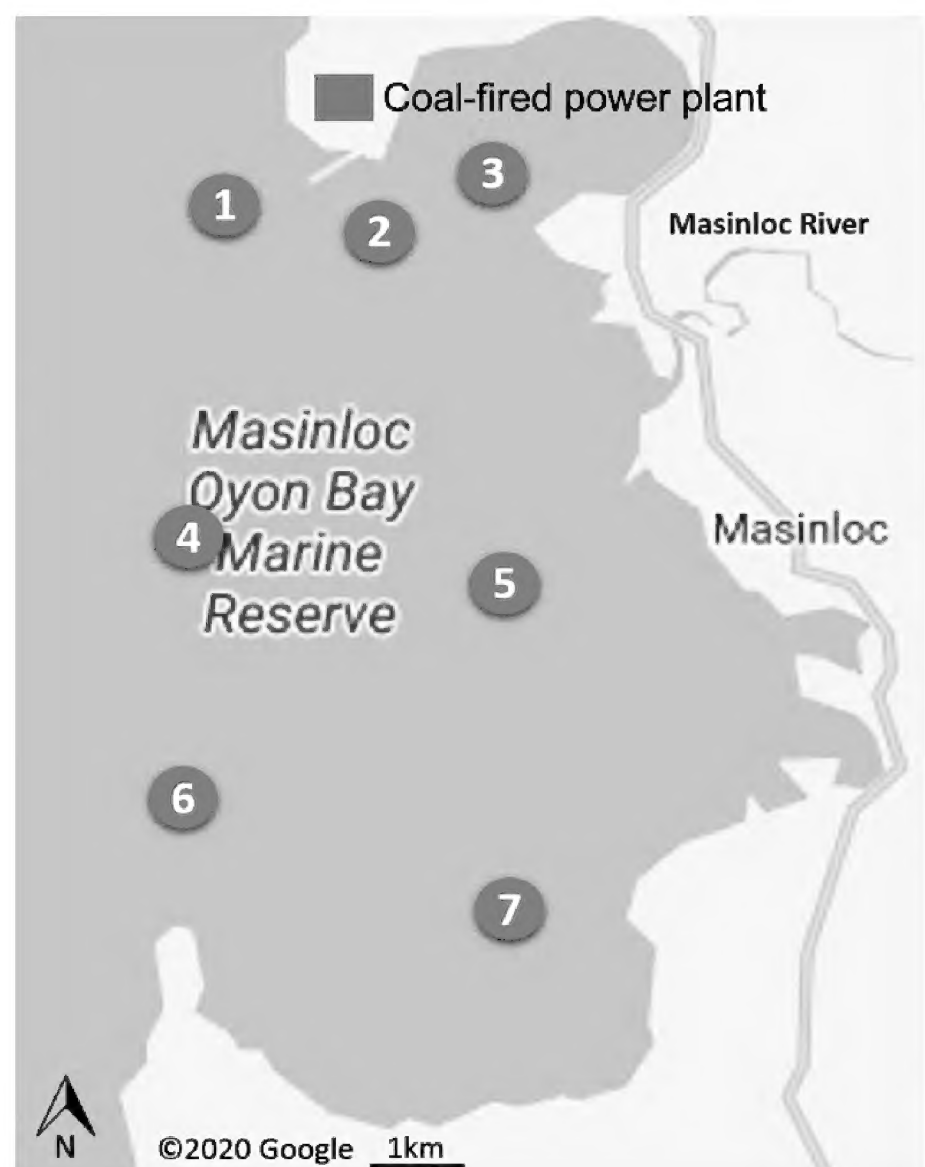 Coal-fired power plant
3
1
2
Masinloc River
Masinloc
Oyon Bay
4
Marine
Reserve
Masinloc
5
6
7
N
©2020 Google
1km